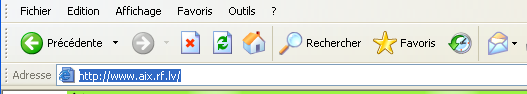 Fichier Edition Affichage Favoris Outils ?
Précédente Rechercher Favoris
Adresse http://www.aix.rf.lv/